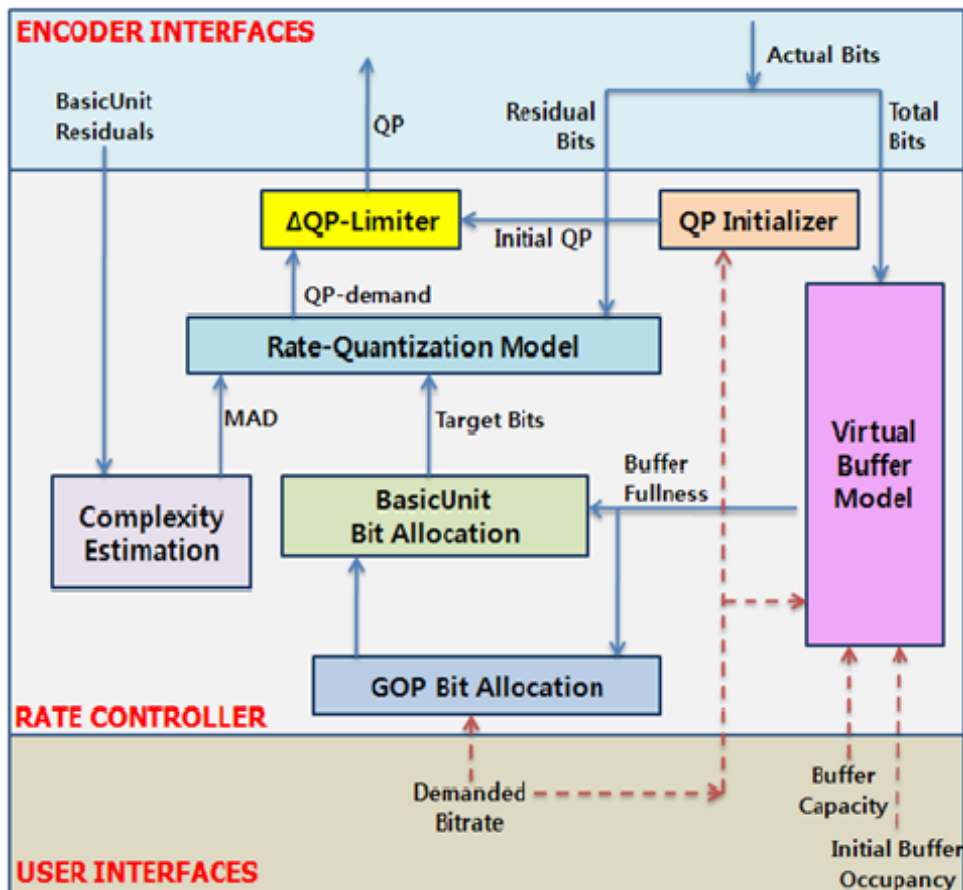 ENCODER INTERFACES
Actual Bits
BasicUnit
Residuals
QP
Residual
Bits
Total
Bits
ΔQP-Limiter
Initial QP
QP Initializer
QP-demand
Rate-Quantization Model
MAD
Target Bits
Virtual
Buffer
Model
Buffer
Fullness
Complexity
Estimation
BasicUnit
Bit Allocation
GOP Bit Allocation
RATE CONTROLLER
Demanded
Bitrate
Buffer
Capacity
Initial Buffer
Occupancy
USER INTERFACES